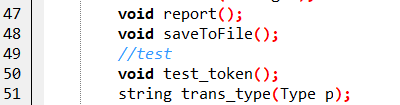 47 void report();
48 void saveToFile();
49 //test
50 void test_token();
51 string trans_type(Type p);